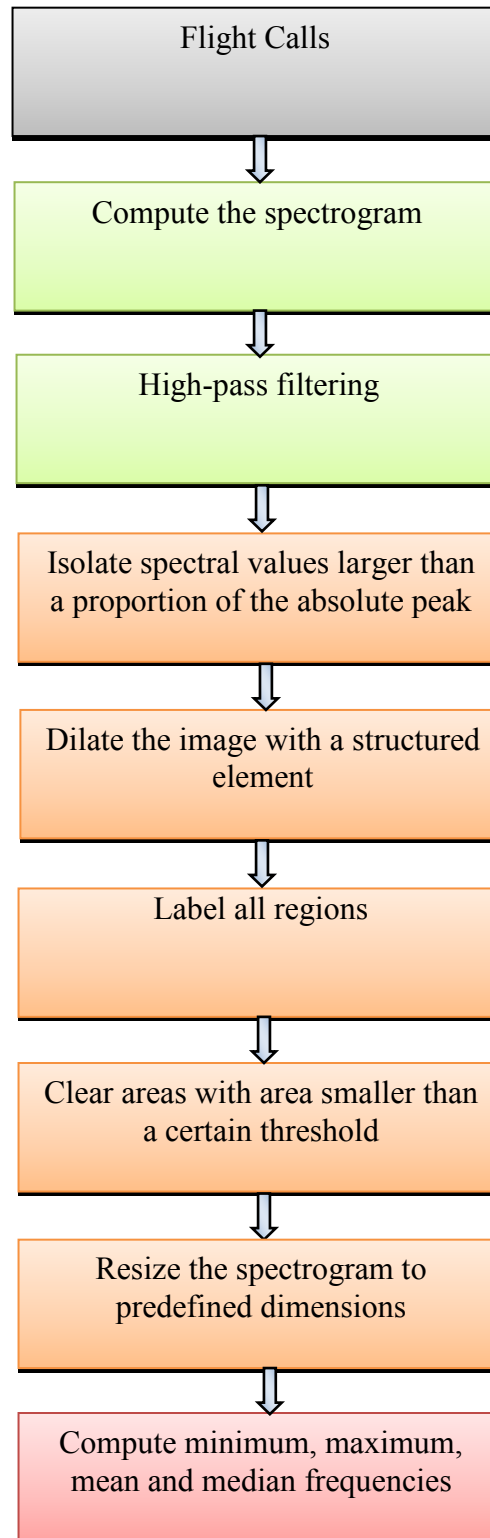 Flight Calls
Compute the spectrogram
High-pass filtering
Isolate spectral values larger than
a proportion of the absolute peak
Dilate the image with a structured
element
Label all regions
Clear areas with area smaller than
a certain threshold
Resize the spectrogram to
predefined dimensions
Compute minimum, maximum,
mean and median frequencies